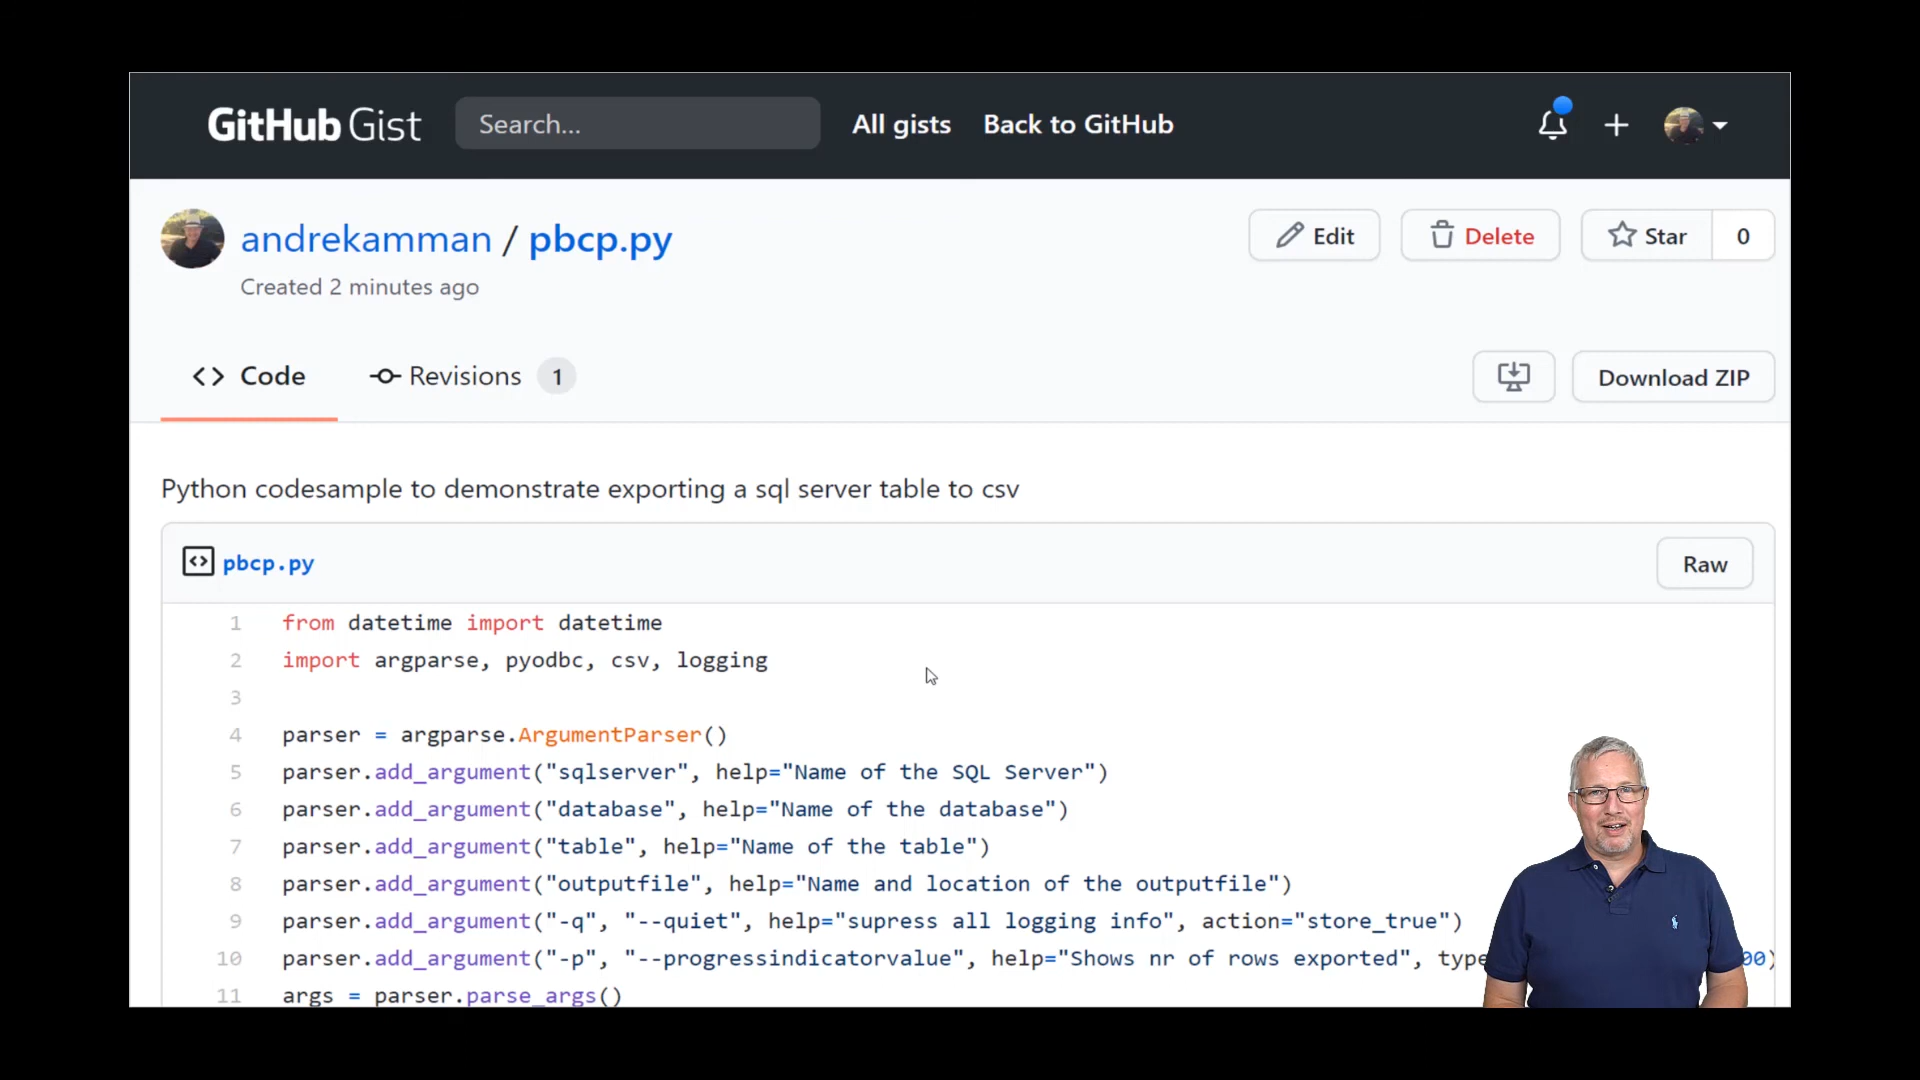 GitHub Gist Search... All gists Back to GitHub
andrekamman / pbcp.py Edit Delete Star 0
Created 2 minutes ago
Code Revisions 1 Download ZIP
Python codesample to demonstrate exporting a sql server table to csv
pbcp.py Raw
1 from datetime import datetime
2 import argparse, pyodbc, csv, logging
3
4 parser = argparse.ArgumentParser()
5 parser.add_argument("sqlserver", help="Name of the SQL Server")
6 parser.add_argument("database", help="Name of the database")
7 parser.add_argument("table", help="Name of the table")
8 parser.add_argument("outputfile", help="Name and location of the outputfile")
9 parser.add_argument("-q", "--quiet", help="supress all logging info", action="store_true")
10 parser.add_argument("-p", "--progressindicatorvalue", help="Shows nr of rows exported", type 00)
11 args = parser.parse_args()